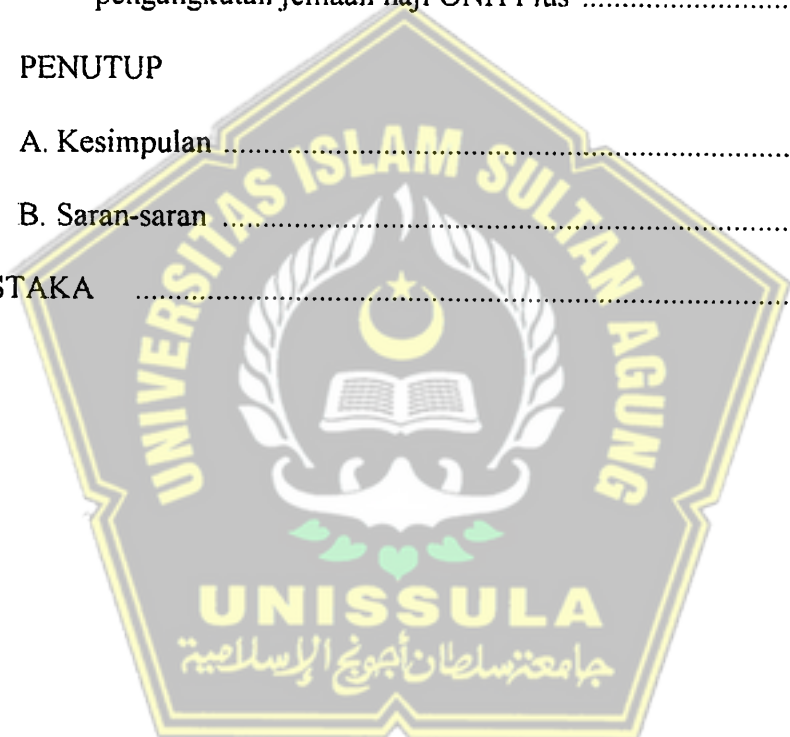 pengangkutan jemaah haji ONH Plus ..........................
PENUTUP
A. Kesimpulan ...............................................................................
B. Saran-saran ...............................................................................
STAKA ...........................................................................................
UNIVERSITAS ISLAM SULTAN AGUNG
UNISSULA
جامعة سلطان أجونج الإسلامية